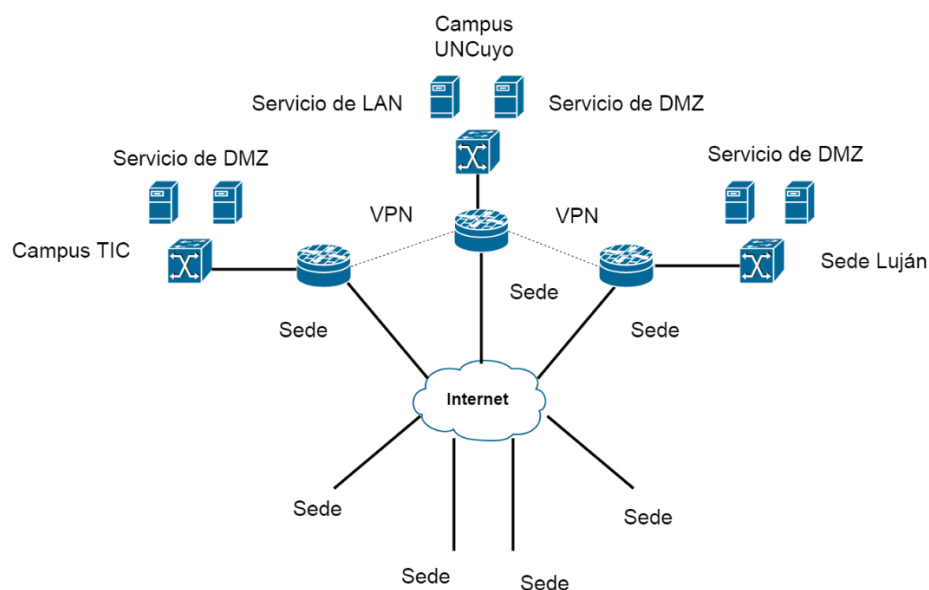 Campus
UNCuyo
Servicio de LAN
Servicio de DMZ
Servicio de DMZ
Servicio de DMZ
VPN
VPN
Campus TIC
Sede Luján
Sede
Sede
Sede
Internet
Sede
Sede
Sede
Sede